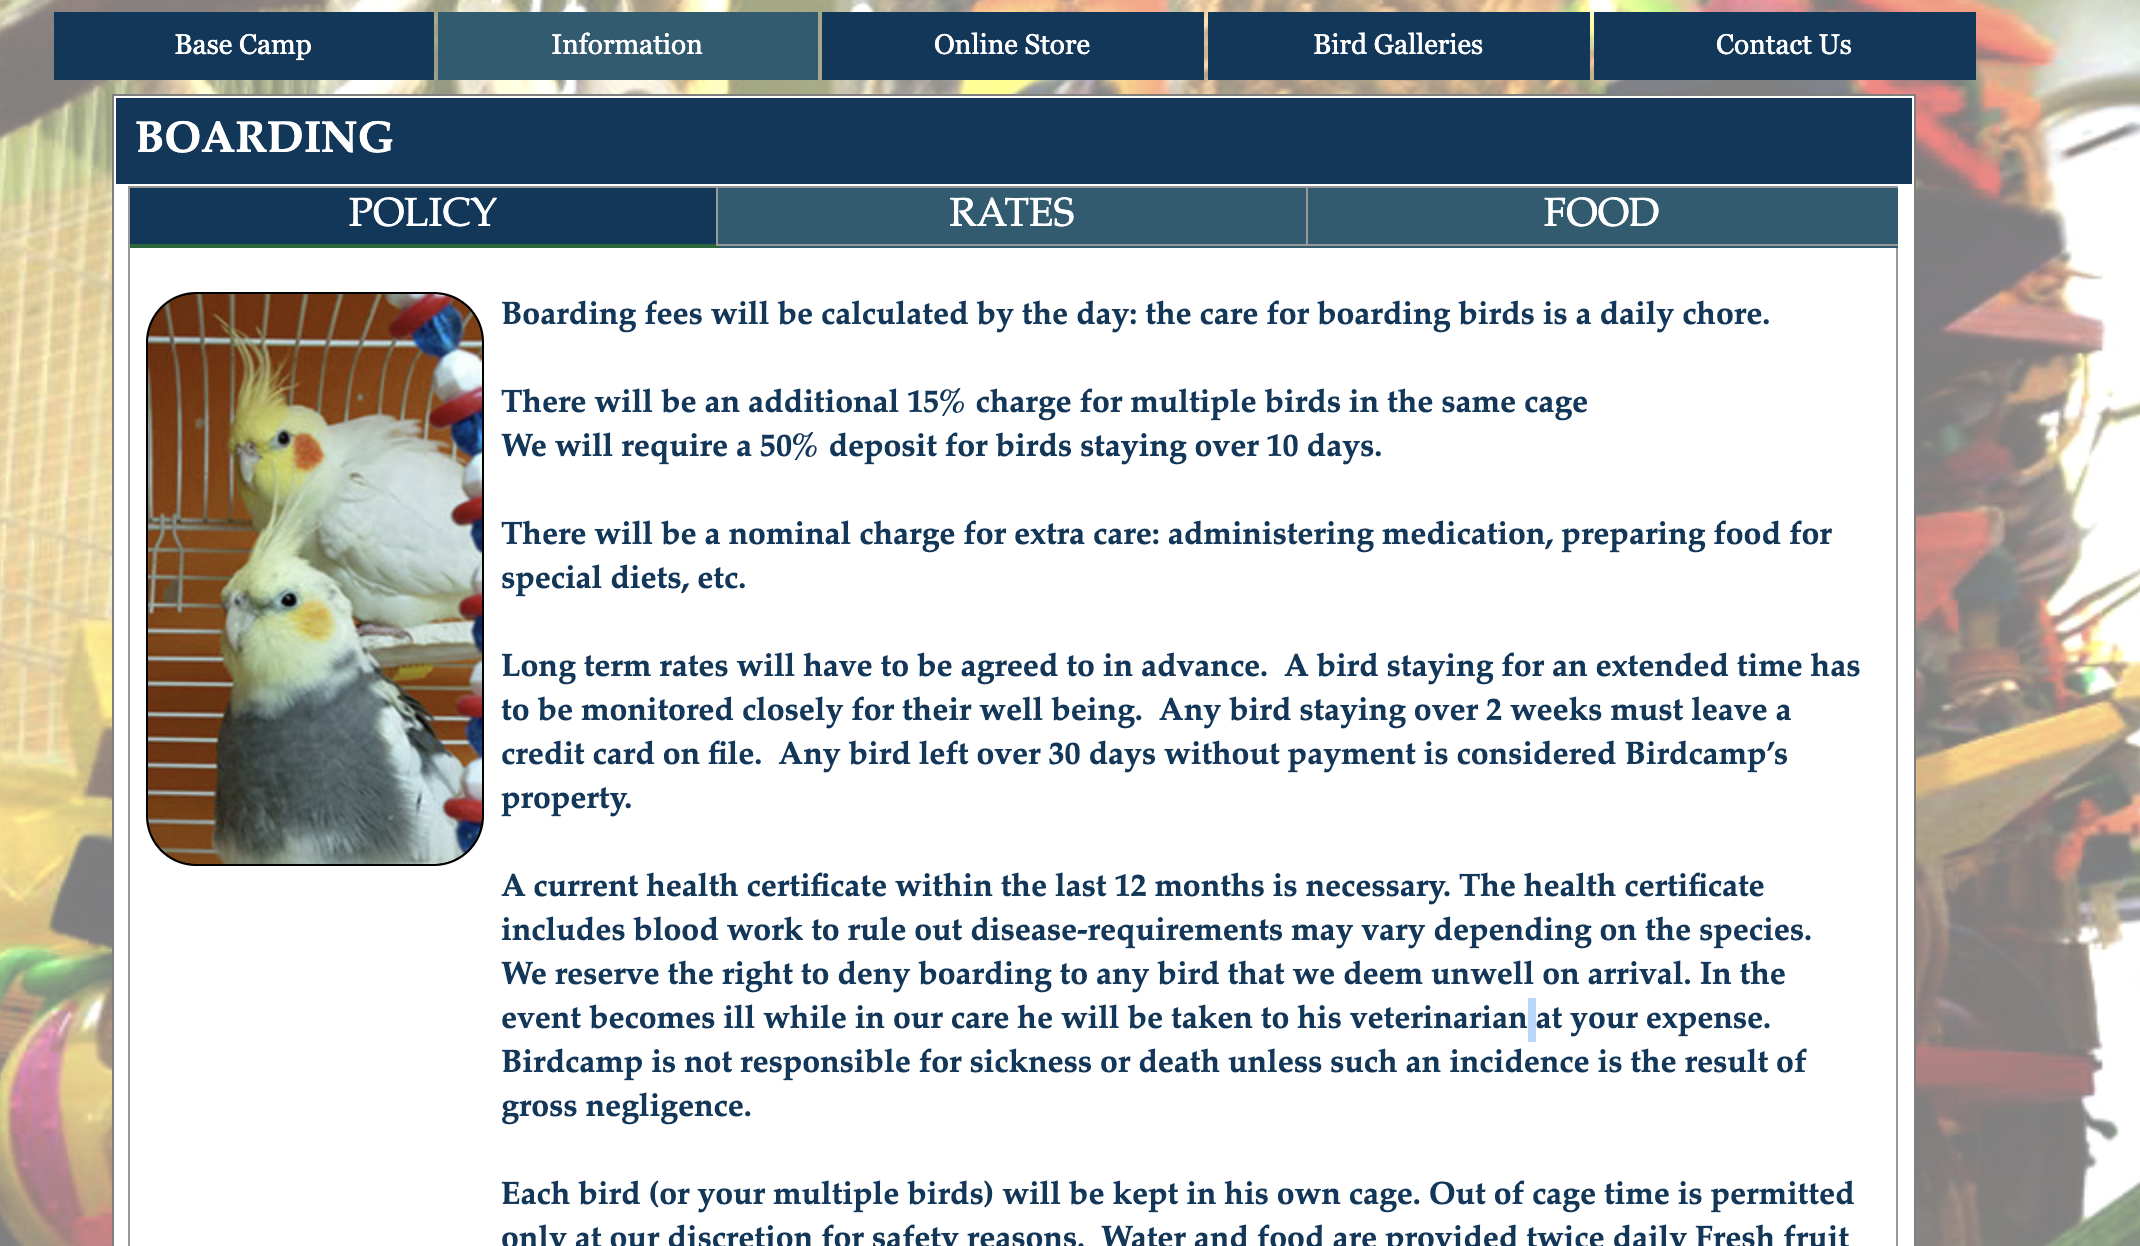 Base Camp
Information
Online Store
Bird Galleries
Contact Us
BOARDING
POLICY
RATES
FOOD
Boarding fees will be calculated by the day: the care for boarding birds is a daily chore.
There will be an additional 15% charge for multiple birds in the same cage
We will require a 50% deposit for birds staying over 10 days.
There will be a nominal charge for extra care: administering medication, preparing food for
special diets, etc.
Long term rates will have to be agreed to in advance.  A bird staying for an extended time has
to be monitored closely for their well being.  Any bird staying over 2 weeks must leave a
credit card on file.  Any bird left over 30 days without payment is considered Birdcamp’s
property.
A current health certificate within the last 12 months is necessary. The health certificate
includes blood work to rule out disease-requirements may vary depending on the species.
We reserve the right to deny boarding to any bird that we deem unwell on arrival. In the
event becomes ill while in our care he will be taken to his veterinarian at your expense.
Birdcamp is not responsible for sickness or death unless such an incidence is the result of
gross negligence.
Each bird (or your multiple birds) will be kept in his own cage. Out of cage time is permitted
only at our discretion for safety reasons.  Water and food are provided twice daily Fresh fruit